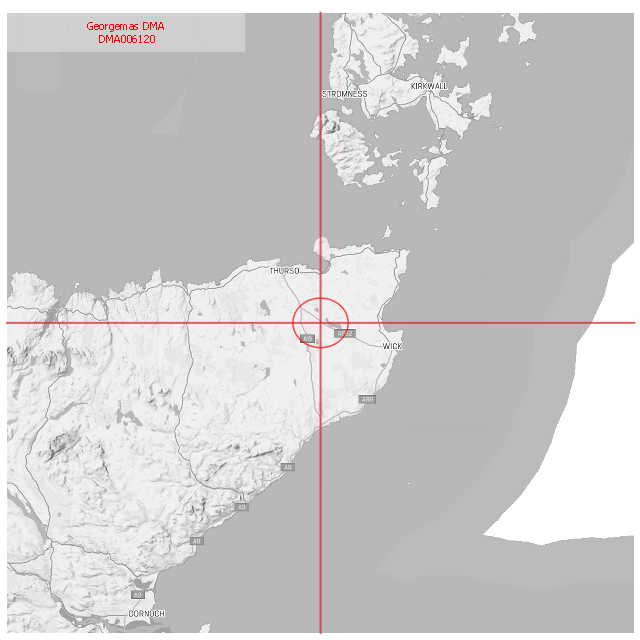 Georgemas DMA
DMA006120
STROMNESS
KIRKWALL
THURSO
A9
A882
WICK
A99
A9
A9
A9
A9
DORNOCH